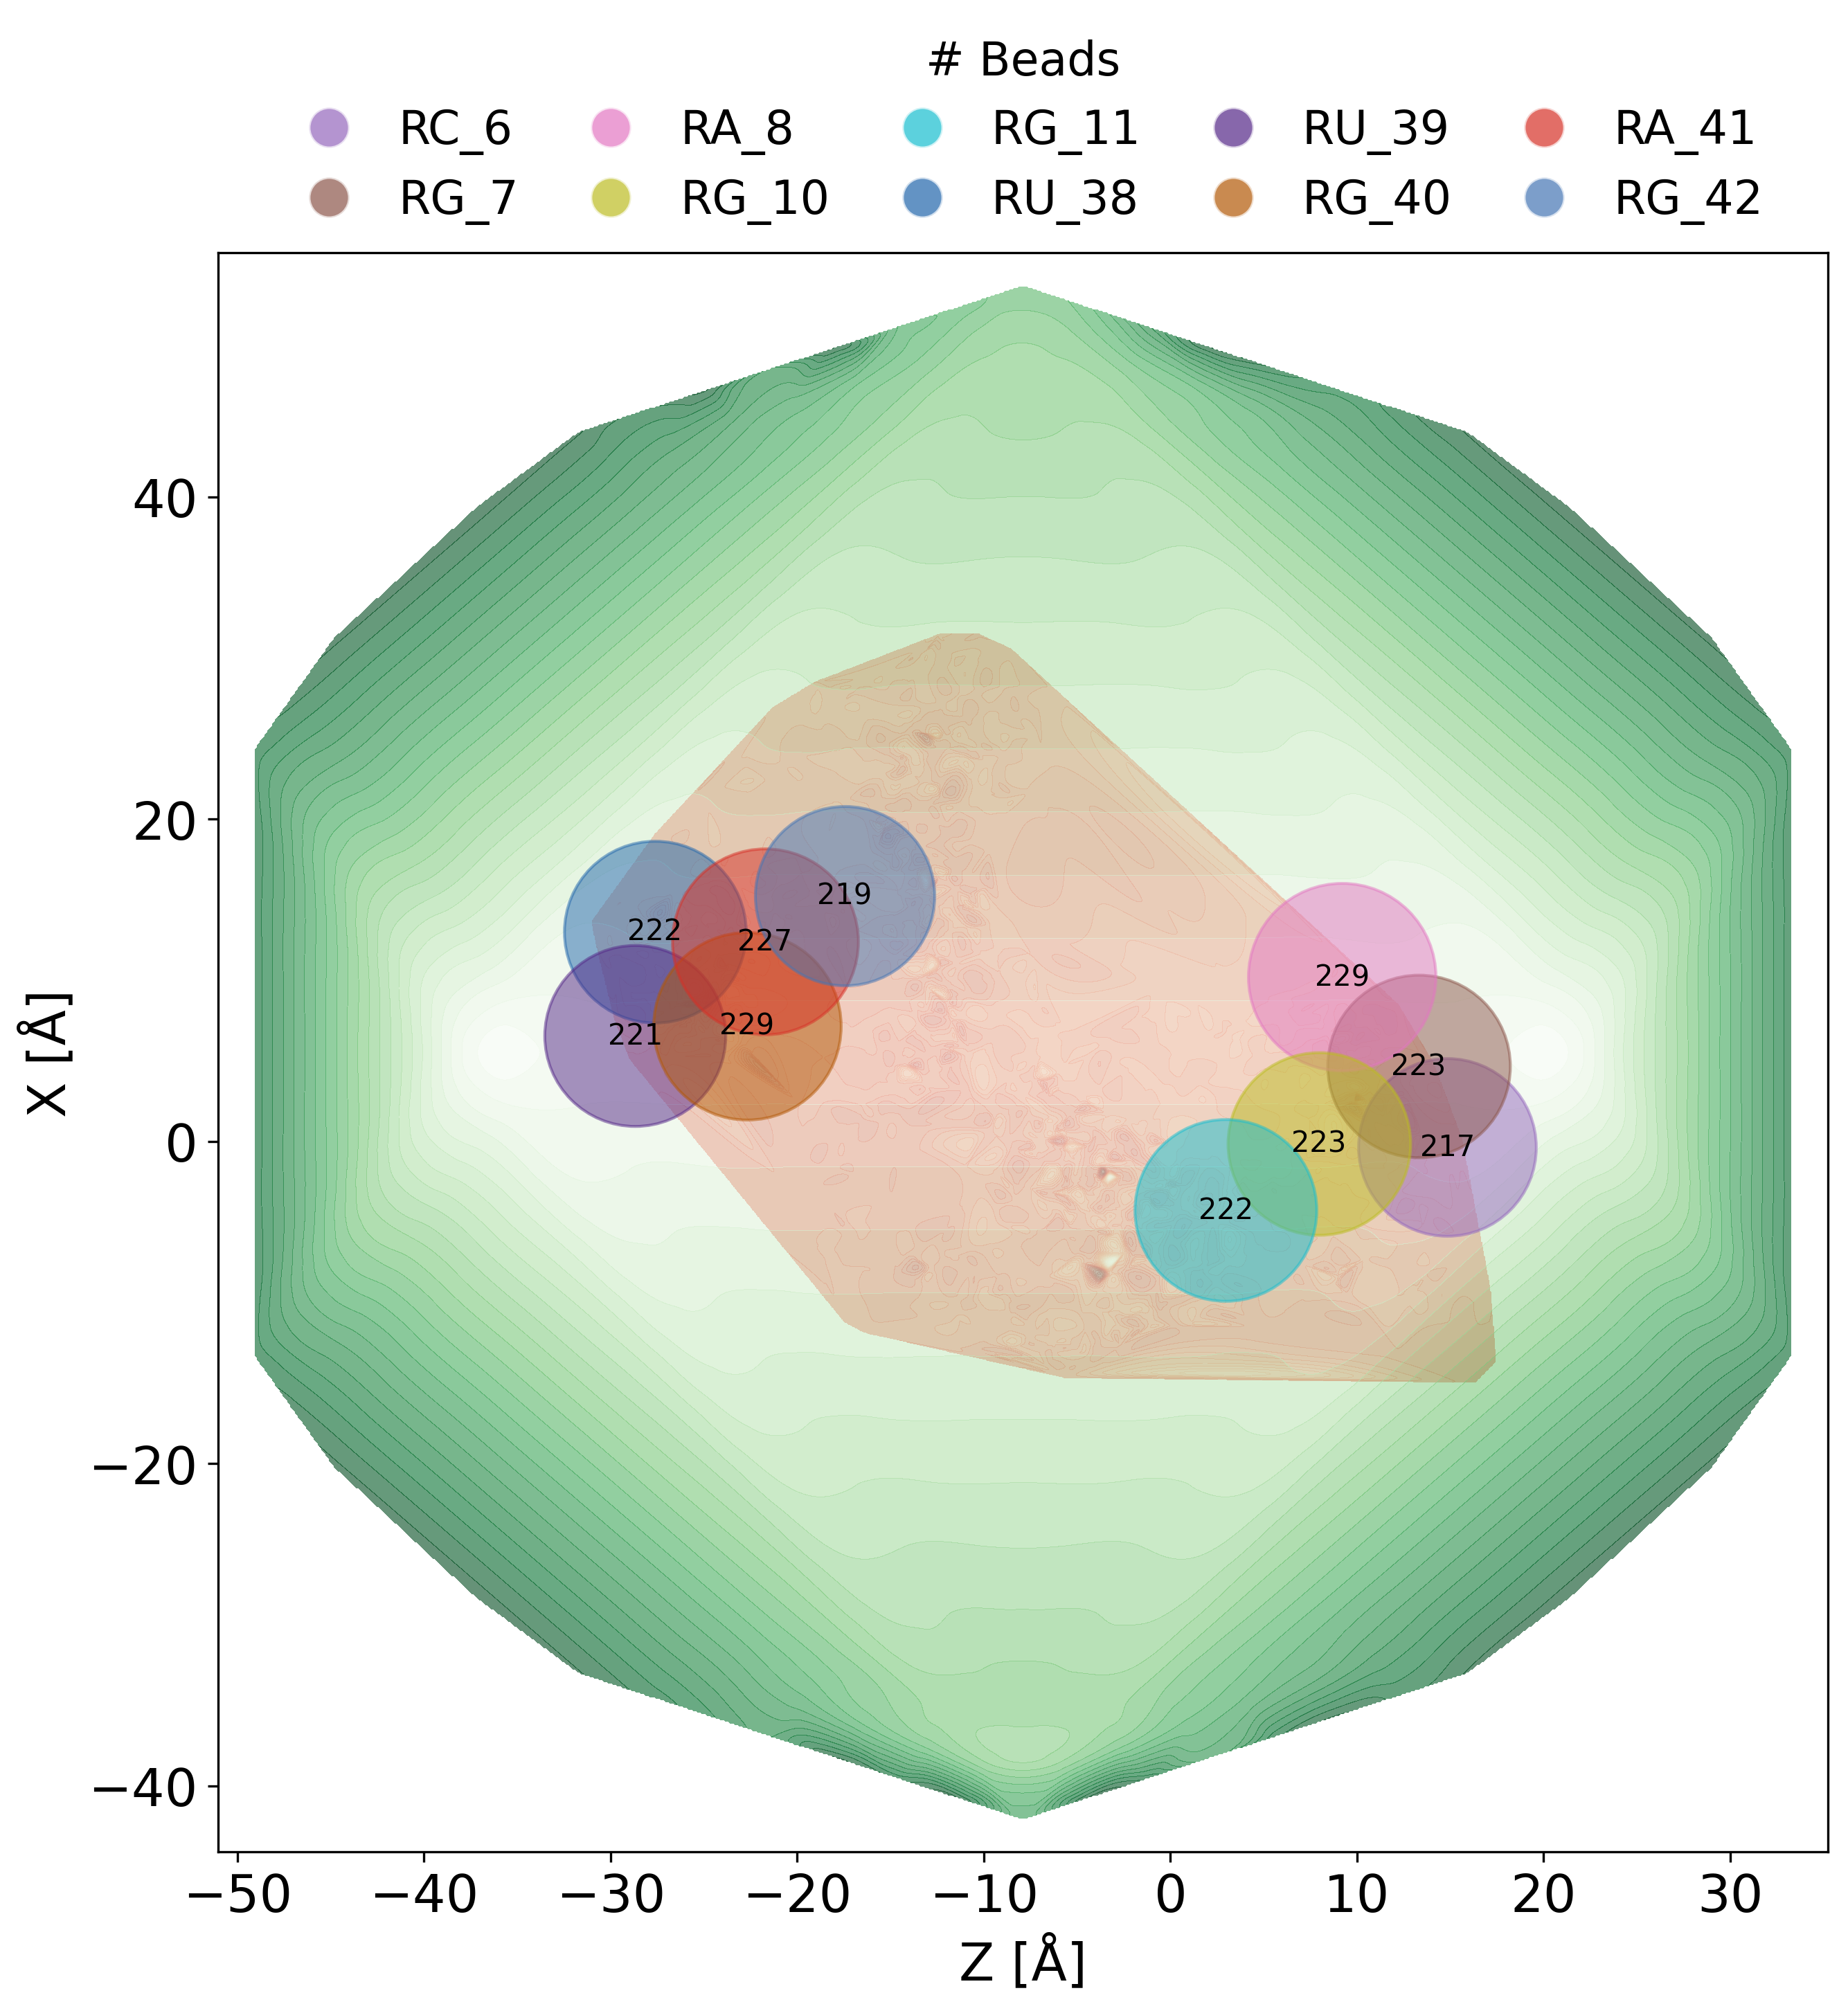 # Beads
RC_6 RA_8 RG_11 RU_39 RA_41
RG_7 RG_10 RU_38 RG_40 RG_42
40
20
0
−20
−40
X [Å]
219
222
227
229
223
229
221
223
217
222
−50 −40 −30 −20 −10 0 10 20 30
Z [Å]